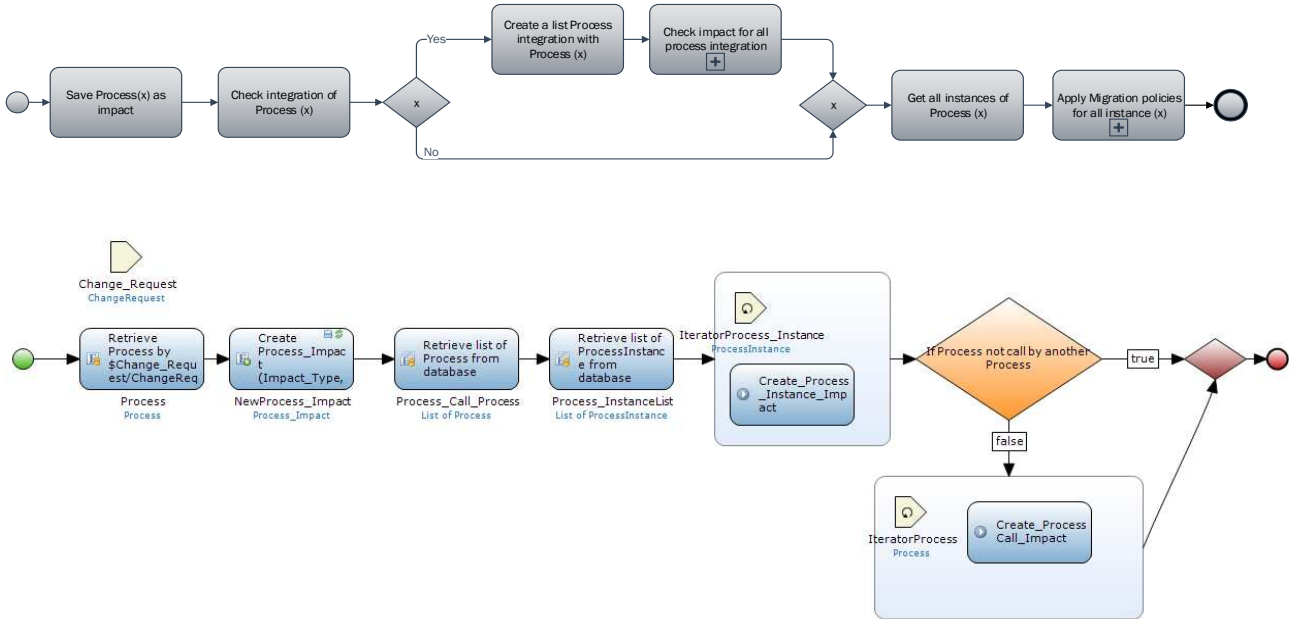 Create a list Process
integration with
Process (x)
Check impact for all
process integration
Yes
Save Process(x) as
impact
Check integration of
Process (x)
x
x
Get all instances of
Process (x)
Apply Migration policies
for all instance (x)
No
Change_Request
ChangeRequest
Retrieve
Process by
$Change_Requ
est/ChangeReq
Process
Process
Create
Process_Impac
t
(Impact_Type,
NewProcess_Impact
Process_Impact
Retrieve list of
Process from
database
Process_Call_Process
List of Process
Retrieve list of
ProcessInstanc
e from
database
Process_InstanceList
List of ProcessInstance
IteratorProcess_Instance
ProcessInstance
Create_Process
_Instance_Imp
act
If Process not call by another
Process
true
false
IteratorProcess
Process
Create_Process
Call_Impact